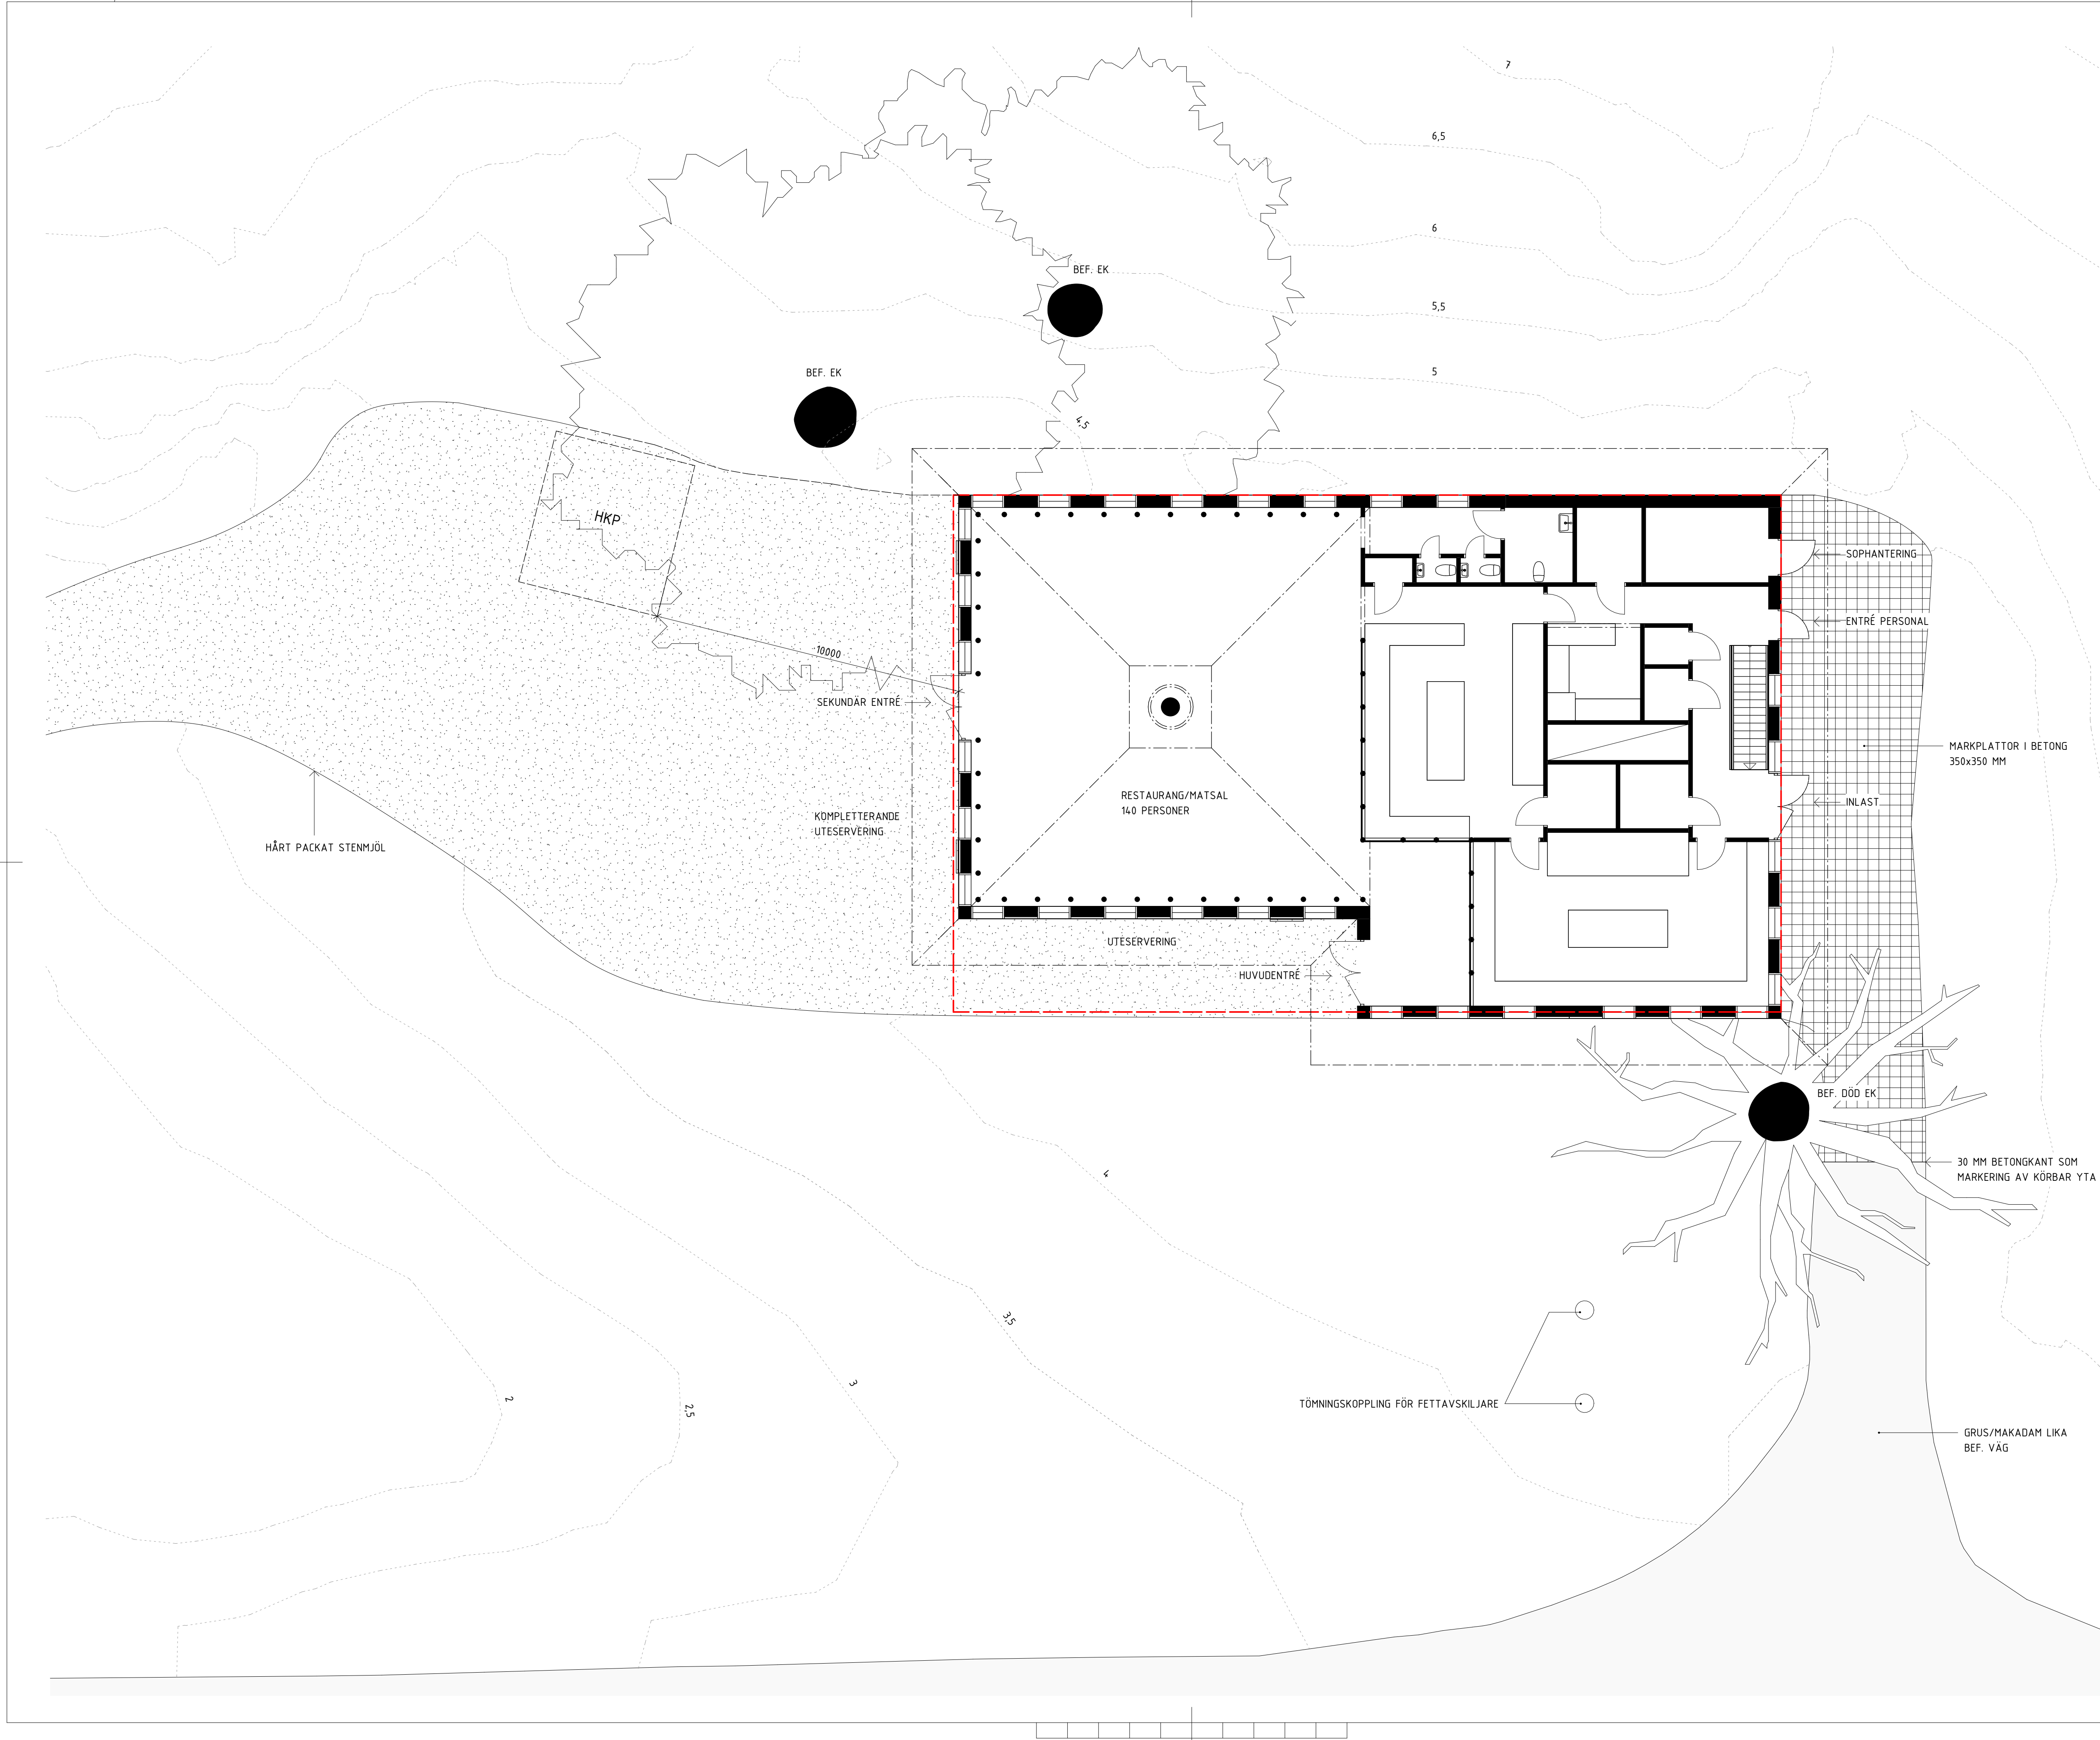 7
6,5
6
BEF. EK
5,5
BEF. EK
5
4,5
HKP
SOPHANTERING
ENTRÉ PERSONAL
10000
SEKUNDÄR ENTRÉ
MARKPLATTOR I BETONG
350x350 MM
RESTAURANG/MATSAL
140 PERSONER
INLAST
KOMPLETTERANDE
UTESERVERING
HÅRT PACKAT STENMJÖL
UTESERVERING
HUVUDENTRÉ
BEF. DÖD EK
30 MM BETONGKANT SOM
MARKERING AV KÖRBAR YTA
4
3,5
3
2
2,5
TÖMNINGSKOPPLING FÖR FETTAVSKILJARE
GRUS/MAKADAM LIKA
BEF. VÄG